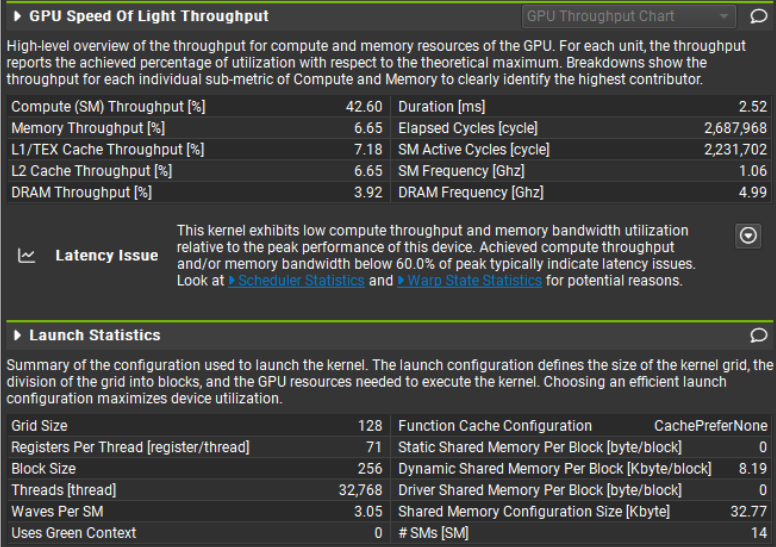 GPU Speed Of Light Throughput
GPU Throughput Chart
High-level overview of the throughput for compute and memory resources of the GPU. For each unit, the throughput
reports the achieved percentage of utilization with respect to the theoretical maximum. Breakdowns show the
throughput for each individual sub-metric of Compute and Memory to clearly identify the highest contributor.
Compute (SM) Throughput [%] 42.60 Duration [ms] 2.52
Memory Throughput [%] 6.65 Elapsed Cycles [cycle] 2,687,968
L1/TEX Cache Throughput [%] 7.18 SM Active Cycles [cycle] 2,231,702
L2 Cache Throughput [%] 6.65 SM Frequency [Ghz] 1.06
DRAM Throughput [%] 3.92 DRAM Frequency [Ghz] 4.99
Latency Issue
This kernel exhibits low compute throughput and memory bandwidth utilization
relative to the peak performance of this device. Achieved compute throughput
and/or memory bandwidth below 60.0% of peak typically indicate latency issues.
Look at Scheduler Statistics and Warp State Statistics for potential reasons.
Launch Statistics
Summary of the configuration used to launch the kernel. The launch configuration defines the size of the kernel grid, the
division of the grid into blocks, and the GPU resources needed to execute the kernel. Choosing an efficient launch
configuration maximizes device utilization.
Grid Size 128 Function Cache Configuration CachePreferNone
Registers Per Thread [register/thread] 71 Static Shared Memory Per Block [byte/block] 0
Block Size 256 Dynamic Shared Memory Per Block [Kbyte/block] 8.19
Threads [thread] 32,768 Driver Shared Memory Per Block [byte/block] 0
Waves Per SM 3.05 Shared Memory Configuration Size [Kbyte] 32.77
Uses Green Context 0 # SMs [SM] 14